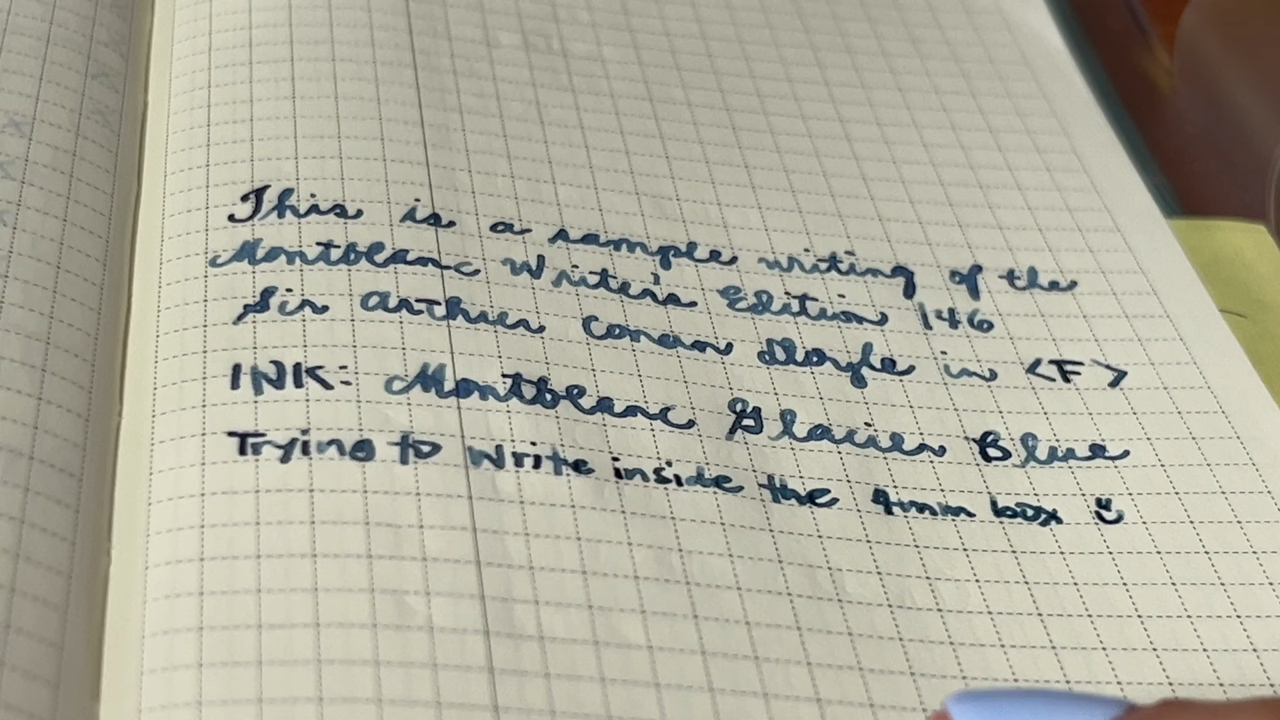 This is a sample writing of the
Montblanc Writer's Edition 146
Sir Arthur Conan Doyle in <F>
INK: Montblanc Glacier Blue
Trying to write inside the 4mm box